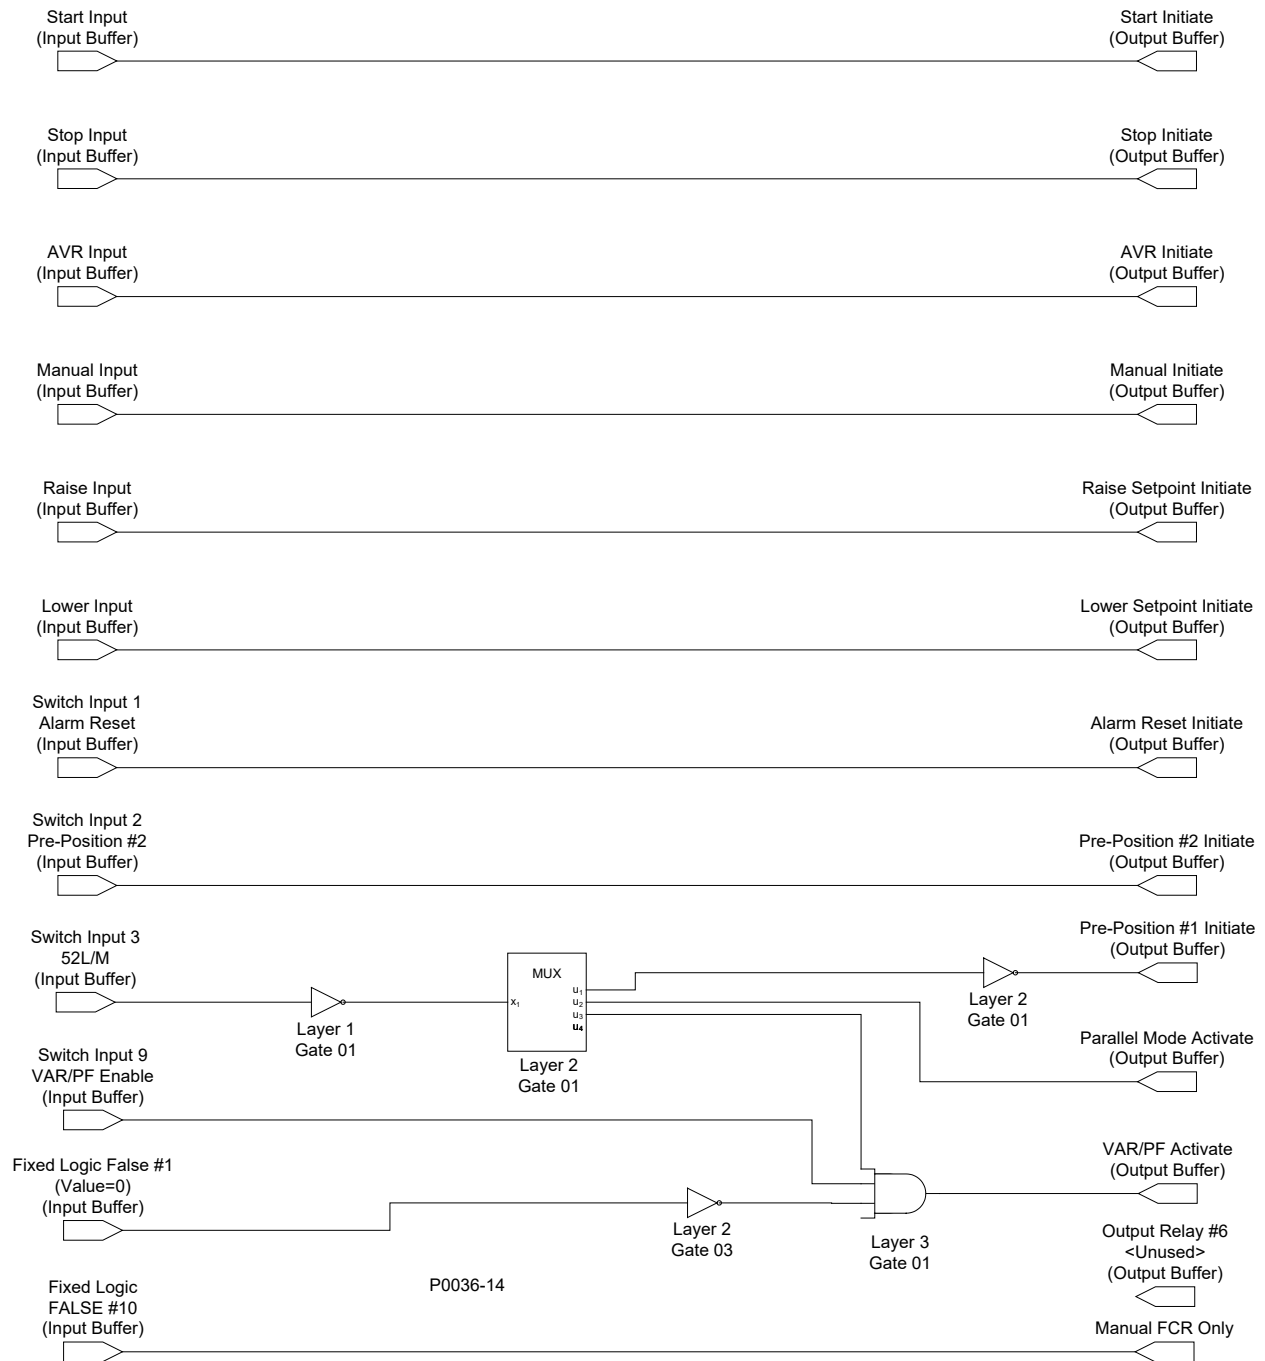 Start Input
(Input Buffer)
Start Initiate
(Output Buffer)
Stop Input
(Input Buffer)
Stop Initiate
(Output Buffer)
AVR Input
(Input Buffer)
AVR Initiate
(Output Buffer)
Manual Input
(Input Buffer)
Manual Initiate
(Output Buffer)
Raise Input
(Input Buffer)
Raise Setpoint Initiate
(Output Buffer)
Lower Input
(Input Buffer)
Lower Setpoint Initiate
(Output Buffer)
Switch Input 1
Alarm Reset
(Input Buffer)
Alarm Reset Initiate
(Output Buffer)
Switch Input 2
Pre-Position #2
(Input Buffer)
Pre-Position #2 Initiate
(Output Buffer)
Switch Input 3
52L/M
(Input Buffer)
Layer 1
Gate 01
MUX
x₁
u₁
u₂
u₃
u₄
Layer 2
Gate 01
Layer 2
Gate 01
Pre-Position #1 Initiate
(Output Buffer)
Parallel Mode Activate
(Output Buffer)
Switch Input 9
VAR/PF Enable
(Input Buffer)
Fixed Logic False #1
(Value=0)
(Input Buffer)
Layer 2
Gate 03
Layer 3
Gate 01
VAR/PF Activate
(Output Buffer)
Output Relay #6
<Unused>
(Output Buffer)
P0036-14
Fixed Logic
FALSE #10
(Input Buffer)
Manual FCR Only